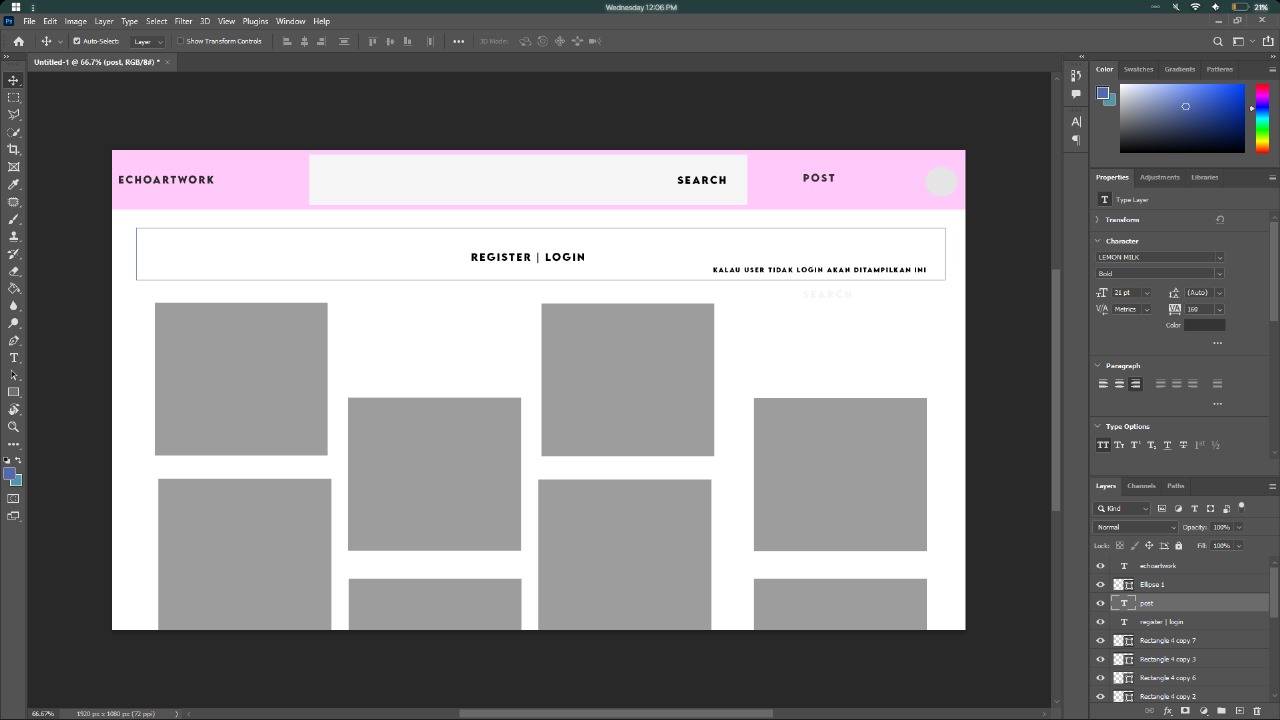 Wednesday 12:06 PM
21%
Ps File Edit Image Layer Type Select Filter 3D View Plugins Window Help
Auto-Select: Layer Show Transform Controls 3D Mode:
Untitled-1 @ 66.7% (post, RGB/8#) *
Color Swatches Gradients Patterns
ECHOARTWORK
SEARCH
POST
REGISTER | LOGIN
KALAU USER TIDAK LOGIN AKAN DITAMPILKAN INI
SEARCH
Properties Adjustments Libraries
T Type Layer
Transform
Character
LEMON MILK
Bold
21 pt (Auto)
Metrics 160
Color
Paragraph
Type Options
Layers Channels Paths
Kind
Normal Opacity: 100%
Lock: Fill: 100%
echoartwork
Ellipse 1
post
register | login
Rectangle 4 copy 7
Rectangle 4 copy 3
Rectangle 4 copy 6
Rectangle 4 copy 2
66.67% 1920 px x 1080 px (72 ppi)